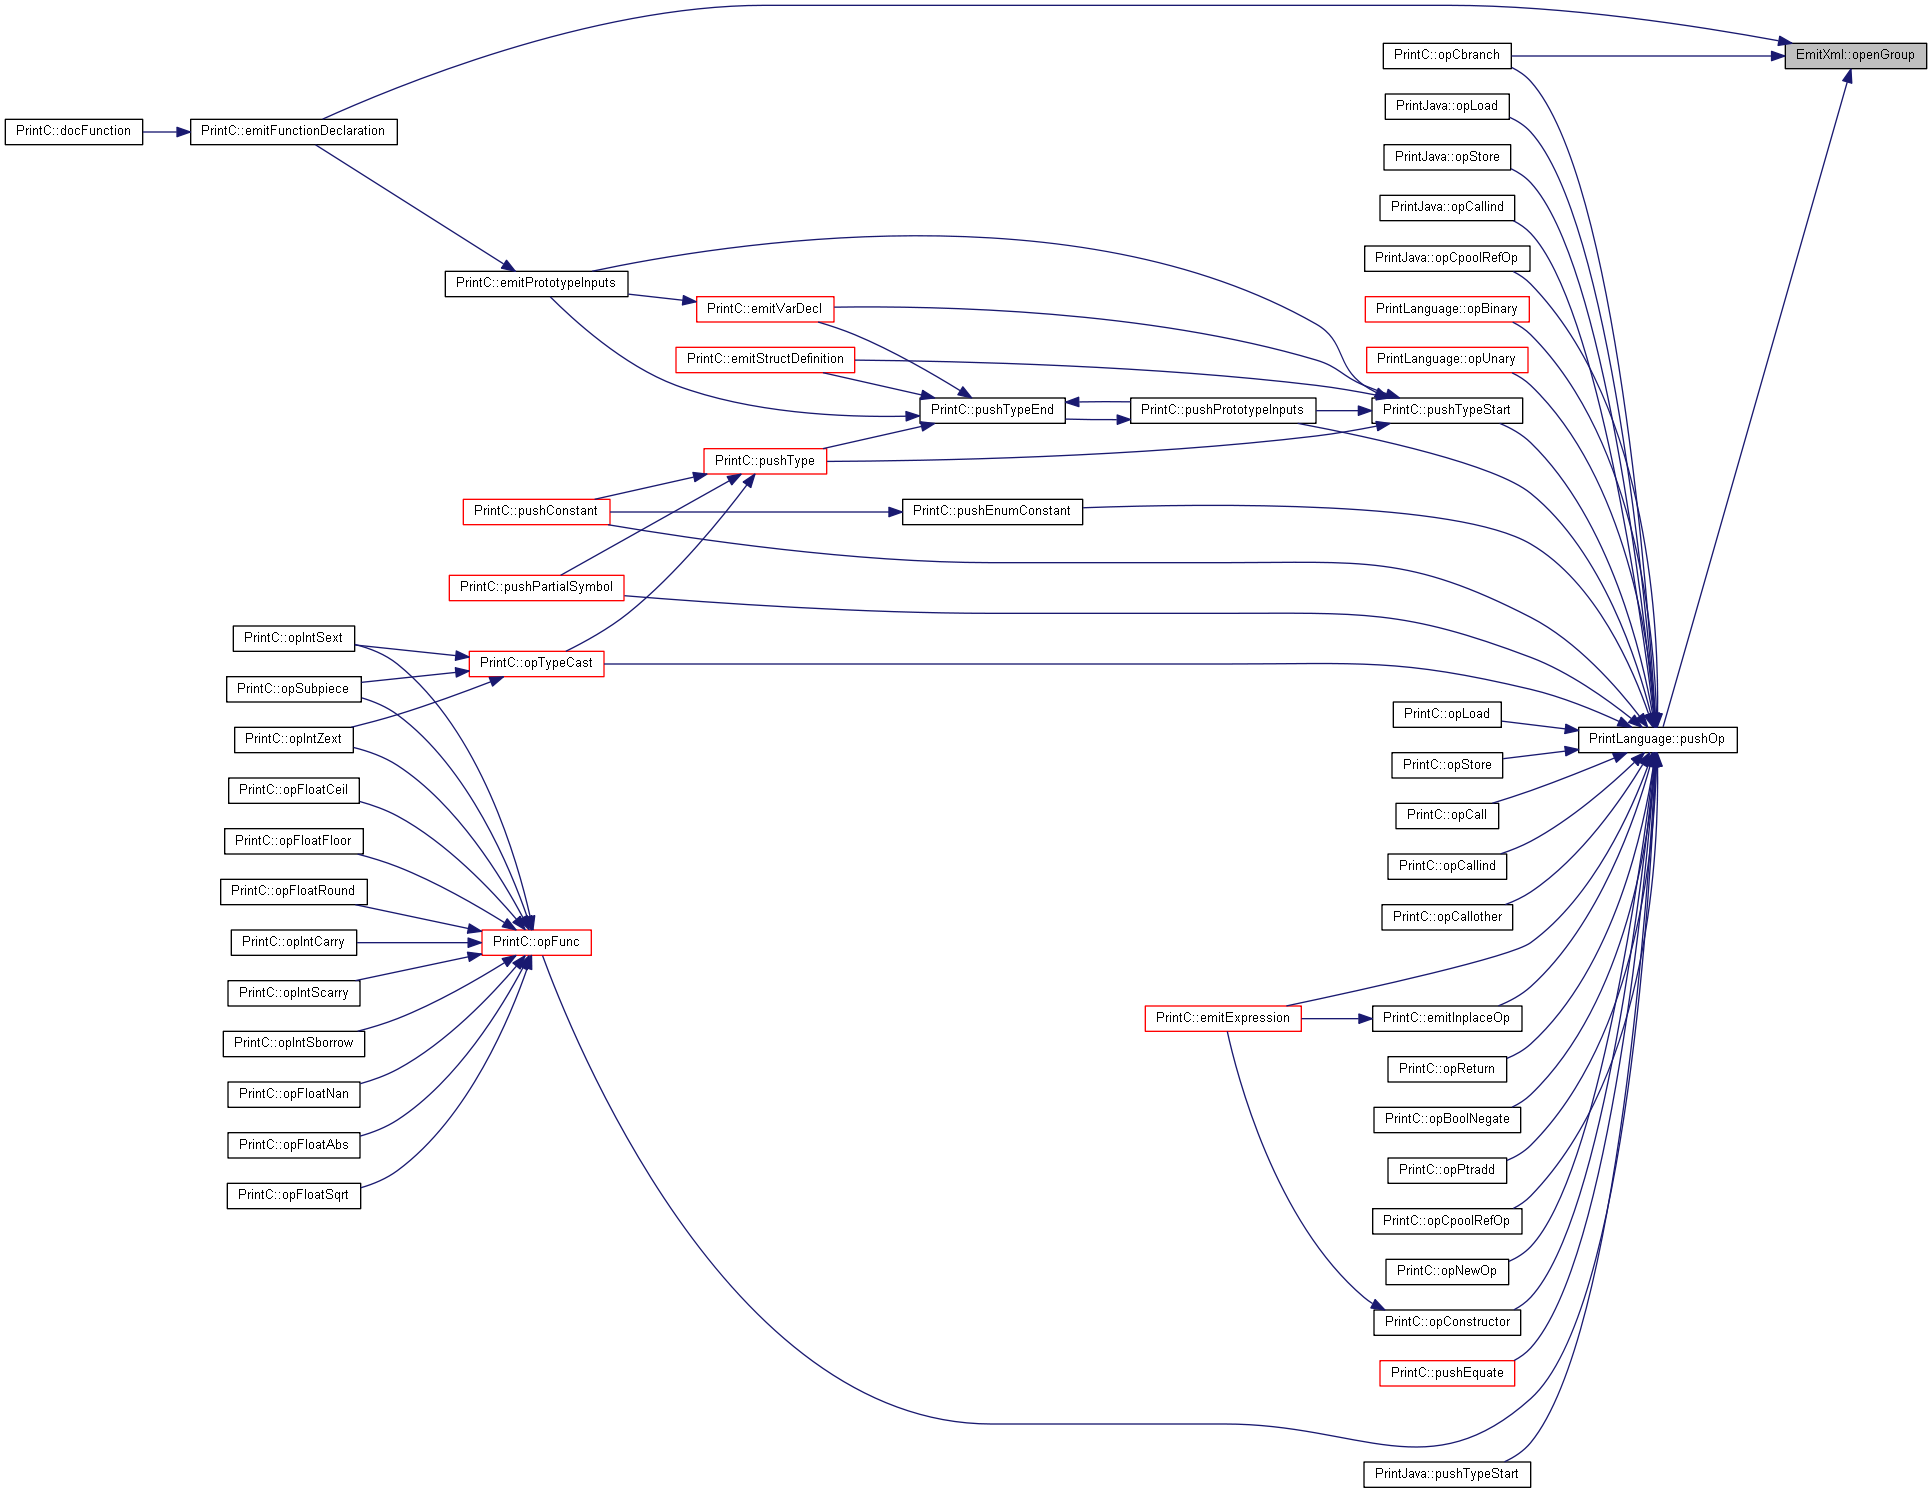 EmitXml::openGroup
PrintC::opCbranch
PrintJava::opLoad
PrintC::docFunction
PrintC::emitFunctionDeclaration
PrintJava::opStore
PrintJava::opCallind
PrintJava::opCpoolRefOp
PrintC::emitPrototypeInputs
PrintC::emitVarDecl
PrintLanguage::opBinary
PrintC::emitStructDefinition
PrintLanguage::opUnary
PrintC::pushTypeEnd
PrintC::pushPrototypeInputs
PrintC::pushTypeStart
PrintC::pushType
PrintC::pushConstant
PrintC::pushEnumConstant
PrintC::pushPartialSymbol
PrintC::opIntSext
PrintC::opTypeCast
PrintC::opSubpiece
PrintC::opLoad
PrintC::opIntZext
PrintLanguage::pushOp
PrintC::opStore
PrintC::opFloatCeil
PrintC::opCall
PrintC::opFloatFloor
PrintC::opCallind
PrintC::opFloatRound
PrintC::opCallother
PrintC::opIntCarry
PrintC::opFunc
PrintC::opIntScarry
PrintC::emitExpression
PrintC::emitInplaceOp
PrintC::opIntSborrow
PrintC::opReturn
PrintC::opFloatNan
PrintC::opBoolNegate
PrintC::opFloatAbs
PrintC::opPtradd
PrintC::opFloatSqrt
PrintC::opCpoolRefOp
PrintC::opNewOp
PrintC::opConstructor
PrintC::pushEquate
PrintJava::pushTypeStart